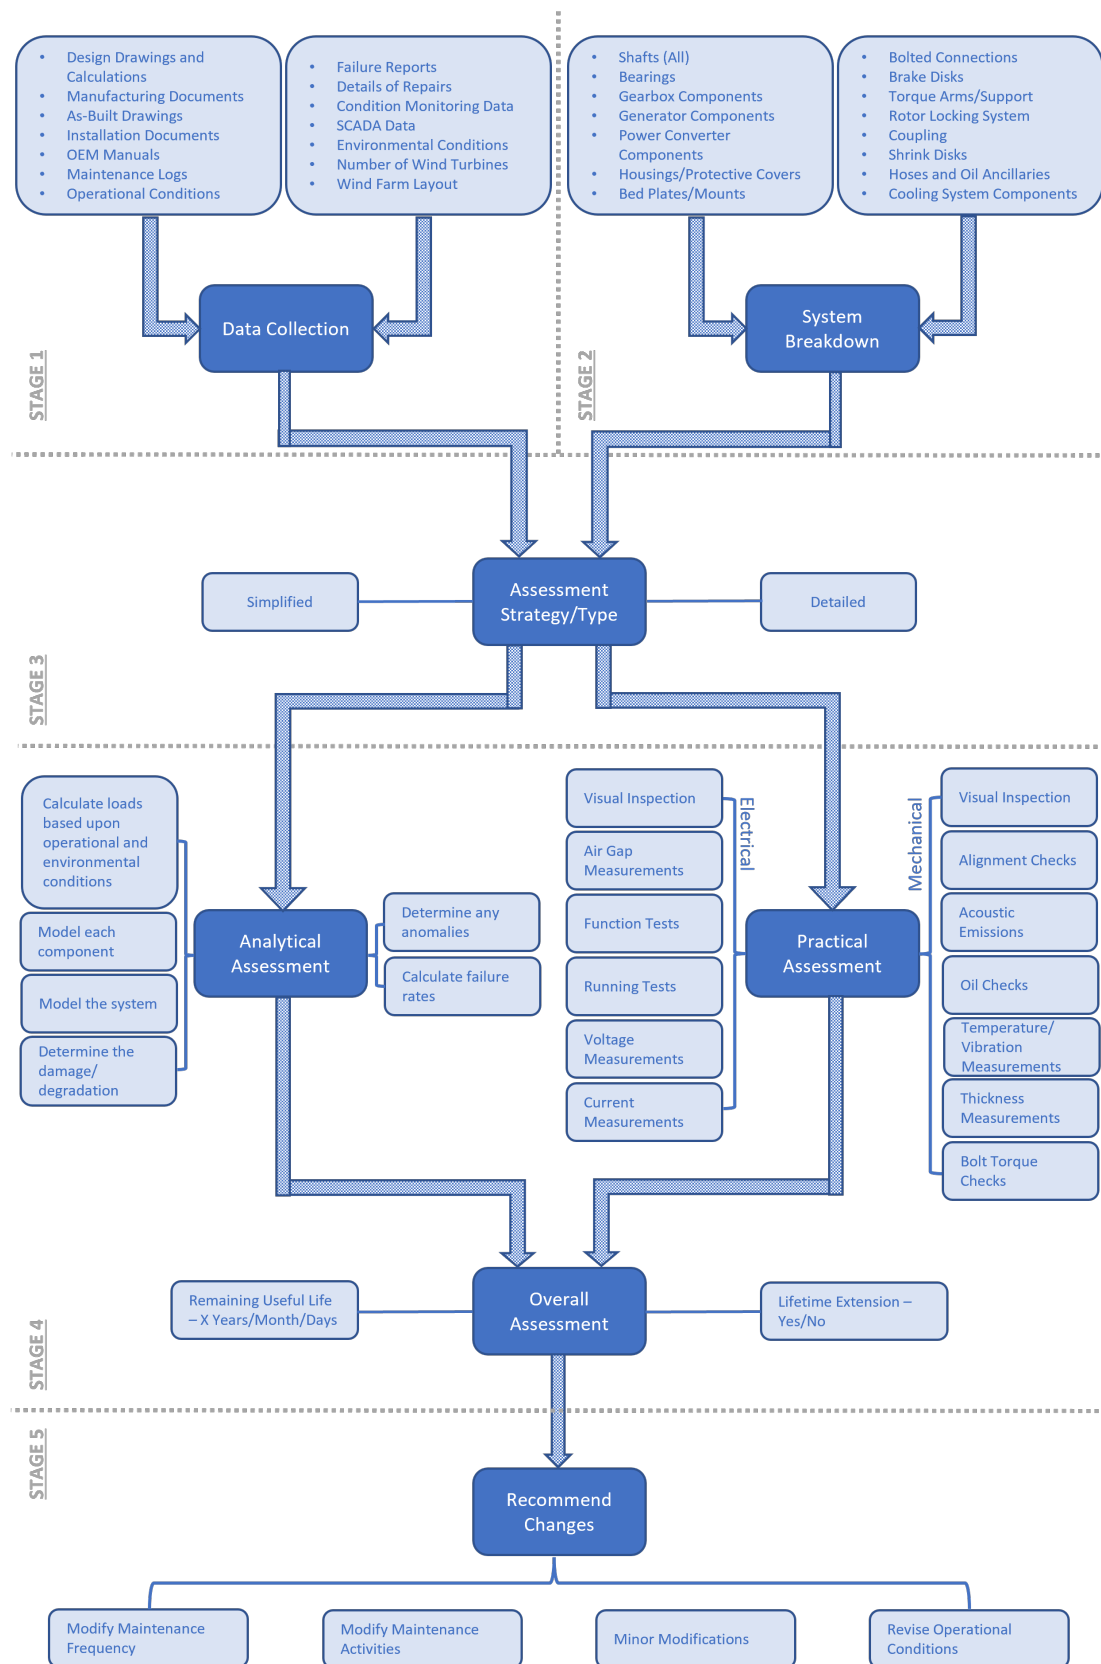 • Design Drawings and
Calculations
• Manufacturing Documents
• As-Built Drawings
• Installation Documents
• OEM Manuals
• Maintenance Logs
• Operational Conditions
• Failure Reports
• Details of Repairs
• Condition Monitoring Data
• SCADA Data
• Environmental Conditions
• Number of Wind Turbines
• Wind Farm Layout
• Shafts (All)
• Bearings
• Gearbox Components
• Generator Components
• Power Converter
Components
• Housings/Protective Covers
• Bed Plates/Mounts
• Bolted Connections
• Brake Disks
• Torque Arms/Support
• Rotor Locking System
• Coupling
• Shrink Disks
• Hoses and Oil Ancillaries
• Cooling System Components
Data Collection
System
Breakdown
STAGE 1
STAGE 2
Assessment
Strategy/Type
Simplified
Detailed
STAGE 3
Calculate loads
based upon
operational and
environmental
conditions
Model each
component
Model the system
Determine the
damage/
degradation
Analytical
Assessment
Determine any
anomalies
Calculate failure
rates
Visual Inspection
Air Gap
Measurements
Function Tests
Running Tests
Voltage
Measurements
Current
Measurements
Electrical
Practical
Assessment
Mechanical
Visual Inspection
Alignment Checks
Acoustic
Emissions
Oil Checks
Temperature/
Vibration
Measurements
Thickness
Measurements
Bolt Torque
Checks
Overall
Assessment
Remaining Useful Life
– X Years/Month/Days
Lifetime Extension –
Yes/No
STAGE 4
STAGE 5
Recommend
Changes
Modify Maintenance
Frequency
Modify Maintenance
Activities
Minor Modifications
Revise Operational
Conditions